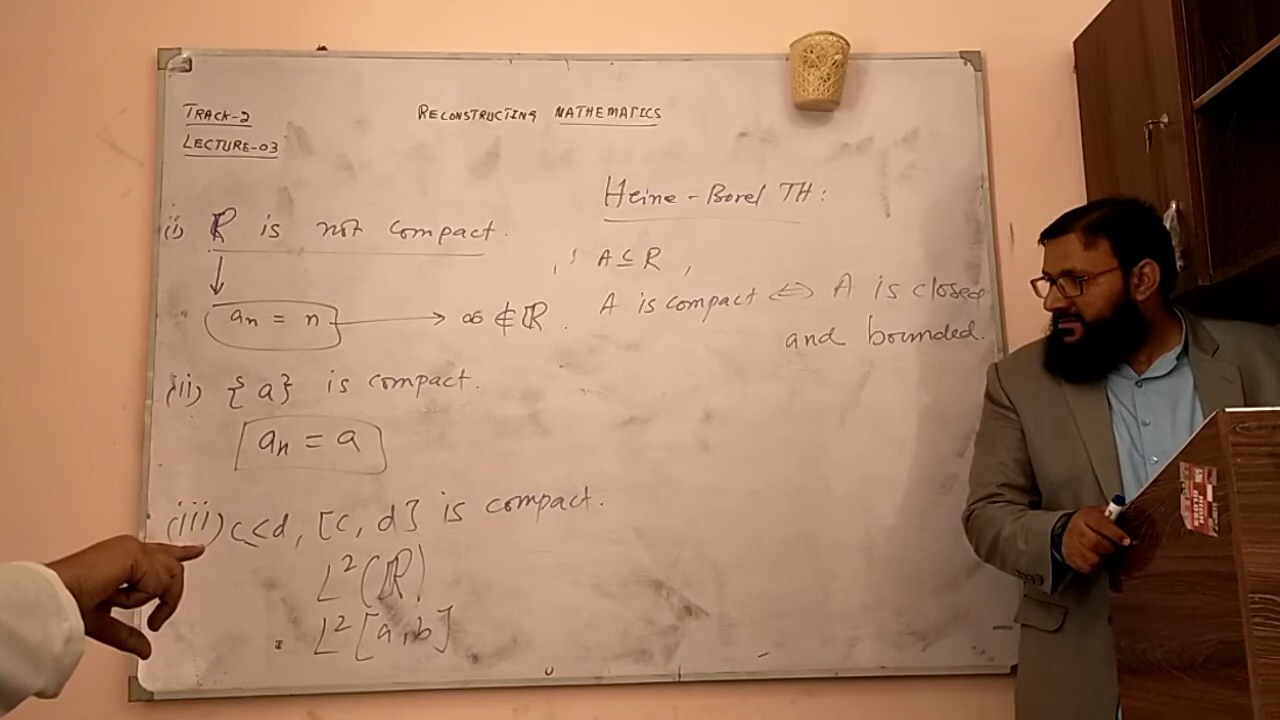 TRACK-2
LECTURE-03
RECONSTRUCTING MATHEMATICS
(i) ℝ is not compact.
↓
aₙ = n → ∞ ∉ ℝ.
(ii) {a} is compact.
aₙ = a
(iii) c<d, [c, d] is compact.
L²(ℝ)
L²[a,b]
Heine-Borel TH:
A ⊆ ℝ,
A is compact ⇔ A is closed
and bounded.